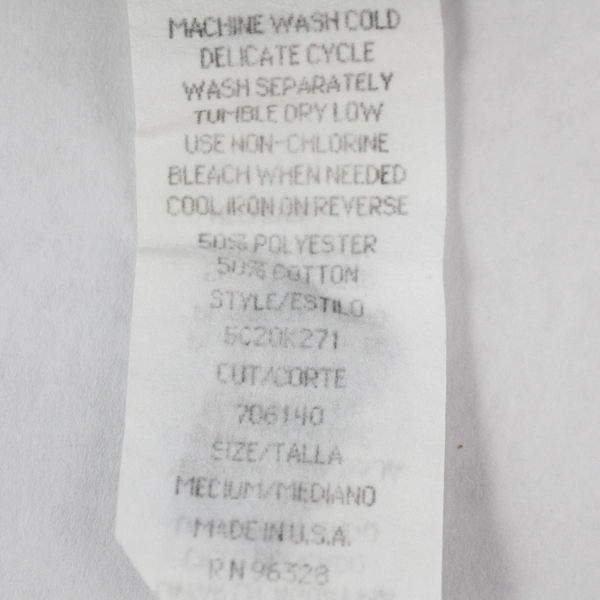 MACHINE WASH COLD
DELICATE CYCLE
WASH SEPARATELY
TUMBLE DRY LOW
USE NON-CHLORINE
BLEACH WHEN NEEDED
COOL IRON ON REVERSE
50% POLYESTER
50% COTTON
STYLE/ESTILO
5C20K271
CUT/CORTE
706140
SIZE/TALLA
MEDIUM/MEDIANO
MADE IN U.S.A.
RN 96328